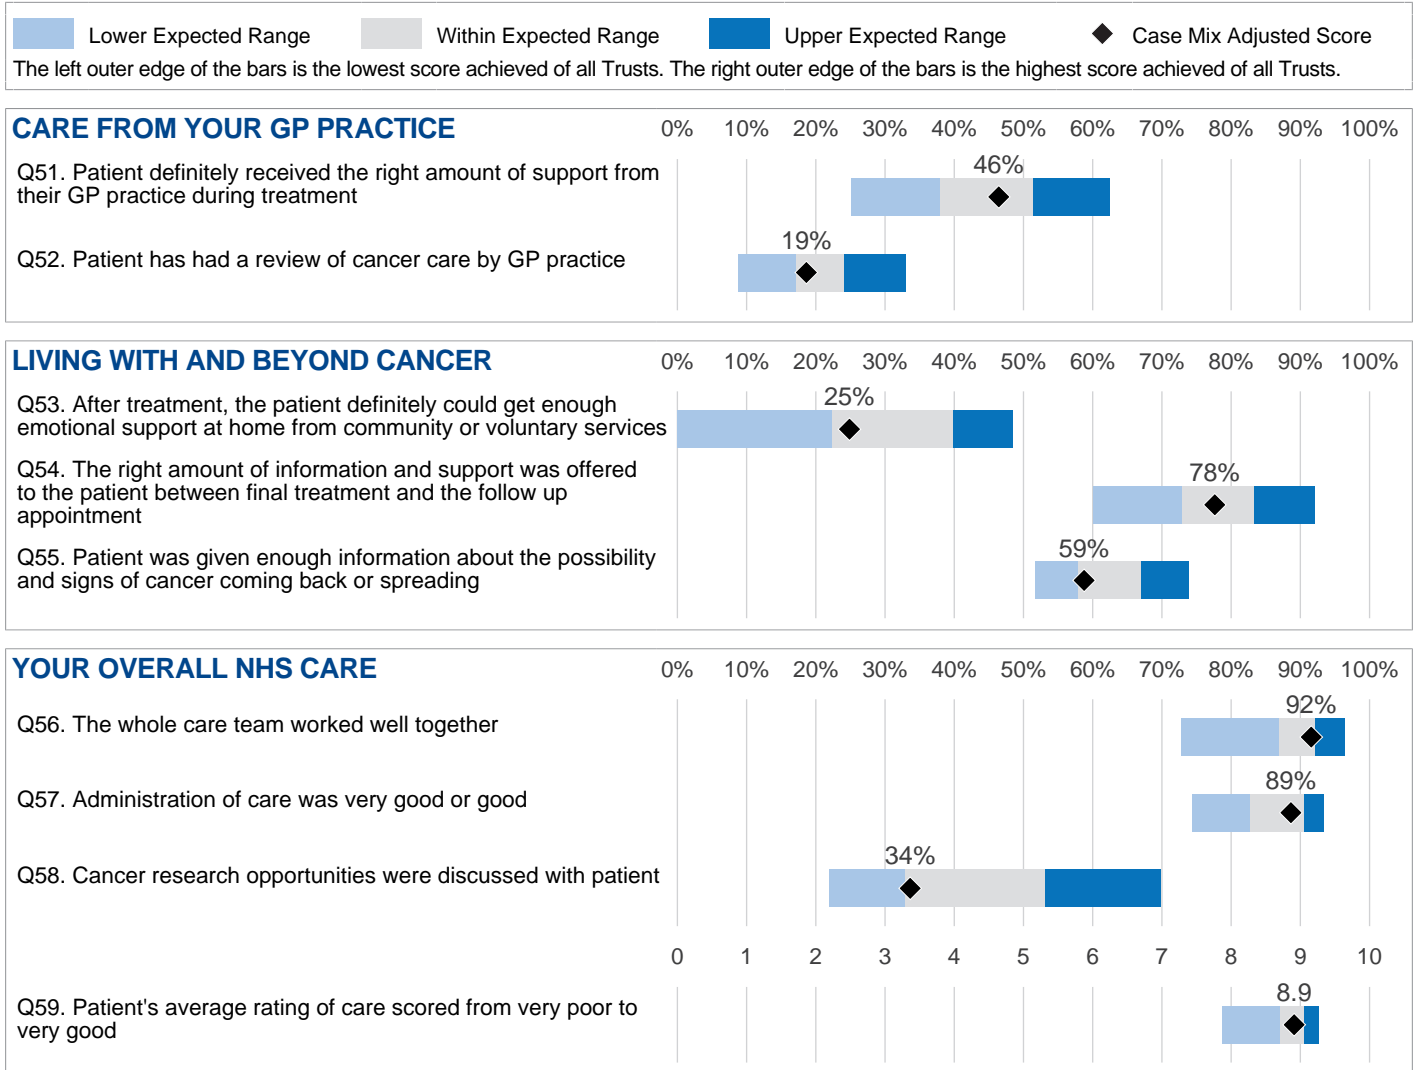 Lower Expected Range Within Expected Range Upper Expected Range Case Mix Adjusted Score
The left outer edge of the bars is the lowest score achieved of all Trusts. The right outer edge of the bars is the highest score achieved of all Trusts.
CARE FROM YOUR GP PRACTICE 0% 10% 20% 30% 40% 50% 60% 70% 80% 90% 100%
46%
Q51. Patient definitely received the right amount of support from
their GP practice during treatment
19%
Q52. Patient has had a review of cancer care by GP practice
LIVING WITH AND BEYOND CANCER 0% 10% 20% 30% 40% 50% 60% 70% 80% 90% 100%
25%
Q53. After treatment, the patient definitely could get enough
emotional support at home from community or voluntary services
78%
Q54. The right amount of information and support was offered
to the patient between final treatment and the follow up
appointment
59%
Q55. Patient was given enough information about the possibility
and signs of cancer coming back or spreading
YOUR OVERALL NHS CARE 0% 10% 20% 30% 40% 50% 60% 70% 80% 90% 100%
92%
Q56. The whole care team worked well together
89%
Q57. Administration of care was very good or good
34%
Q58. Cancer research opportunities were discussed with patient
0 1 2 3 4 5 6 7 8 9 10
8.9
Q59. Patient's average rating of care scored from very poor to
very good